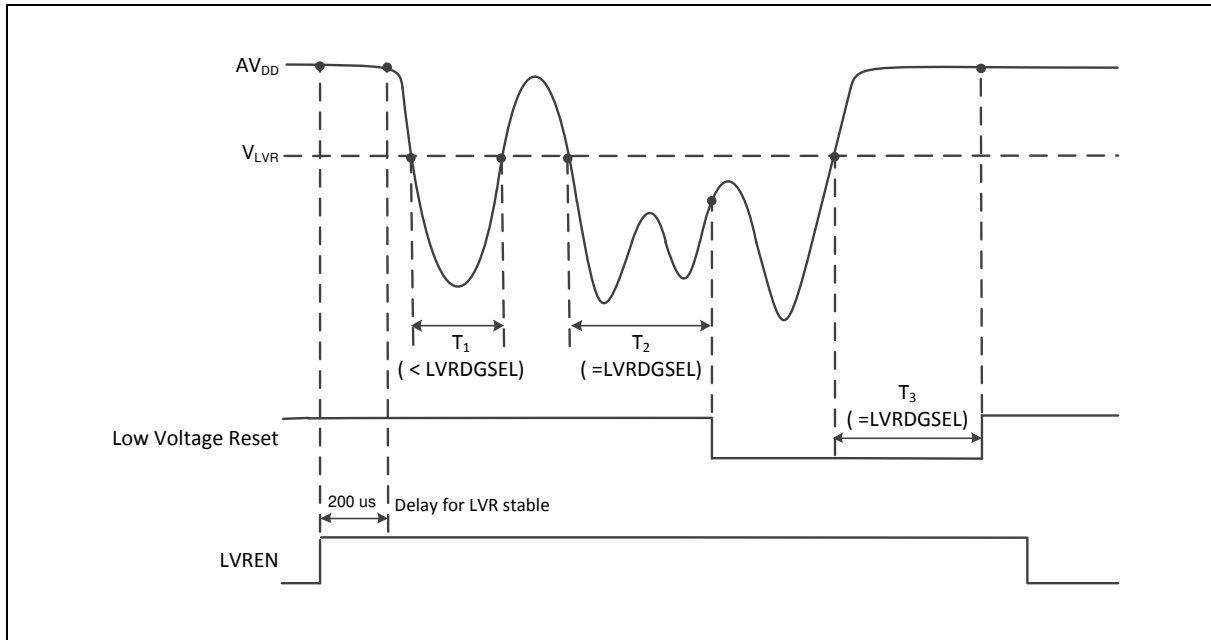 AVDD
VLVR
T1
( < LVRDGSEL)
T2
( =LVRDGSEL)
T3
( =LVRDGSEL)
Low Voltage Reset
200 us
Delay for LVR stable
LVREN